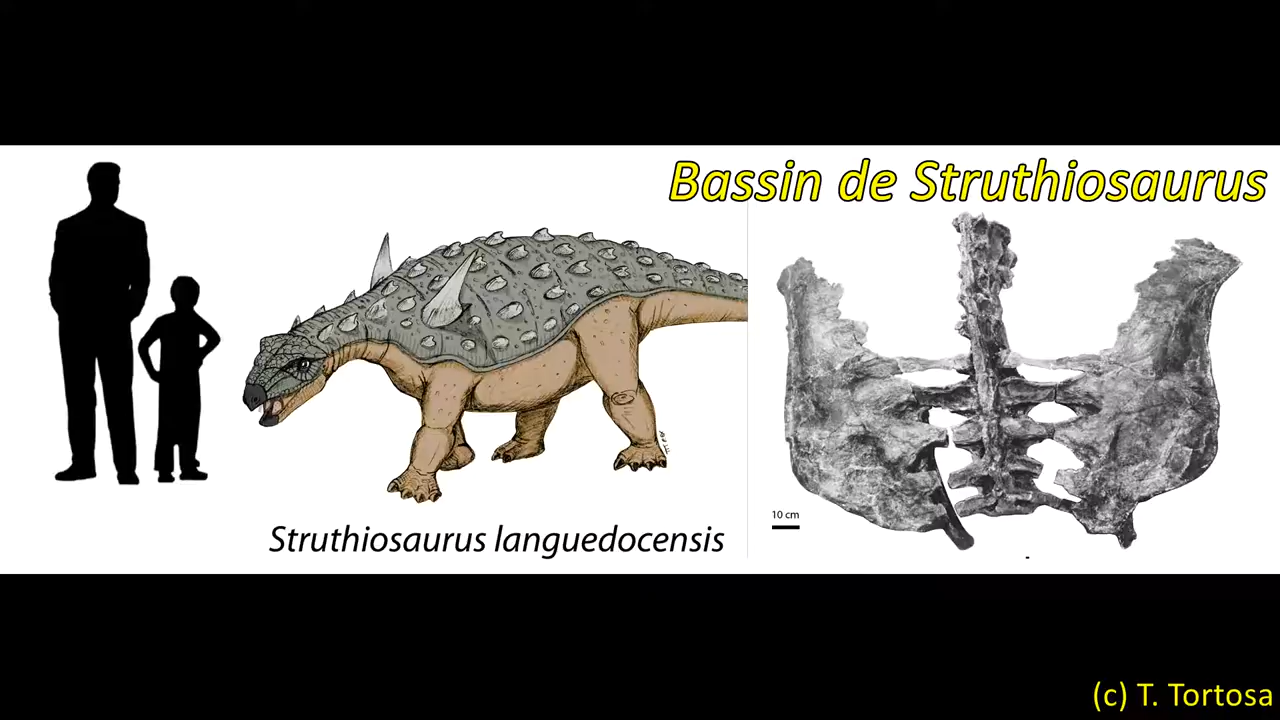 Bassin de Struthiosaurus
10 cm
Struthiosaurus languedocensis
(c) T. Tortosa